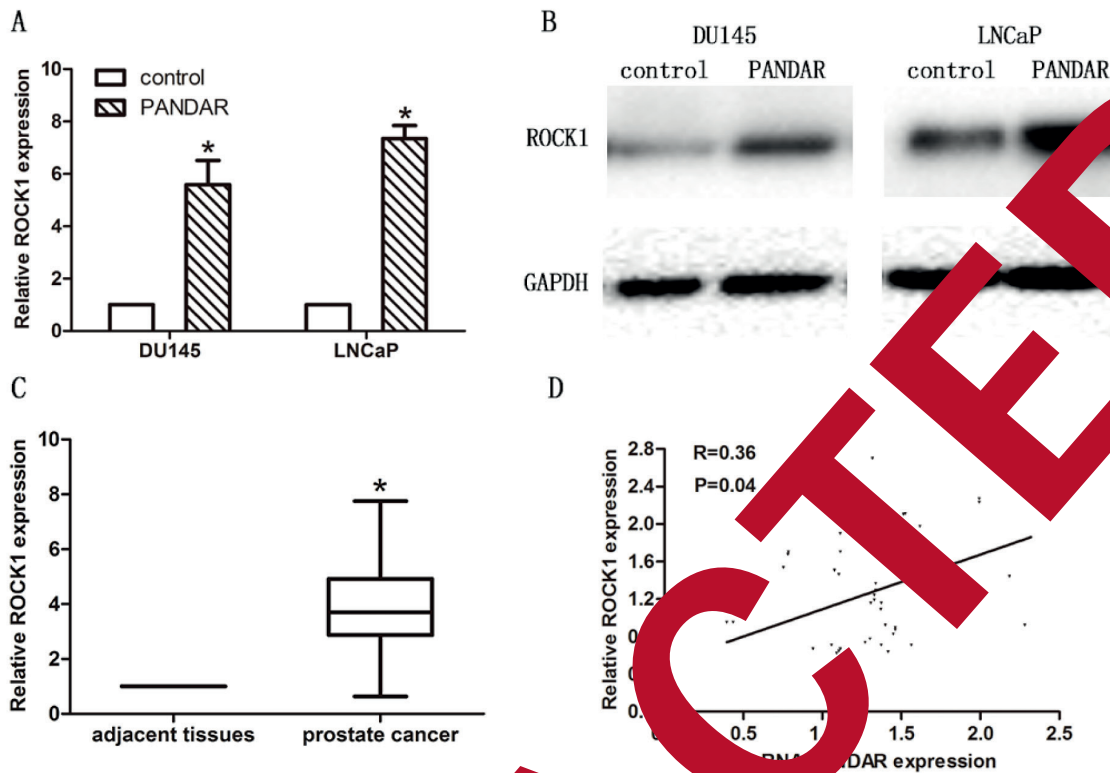 A
control
PANDAR
*
*
Relative ROCK1 expression
10
8
6
4
2
0
DU145
LNCaP
B
DU145
LNCaP
control
PANDAR
control
PANDAR
ROCK1
GAPDH
C
*
Relative ROCK1 expression
10
8
6
4
2
0
adjacent tissues
prostate cancer
D
R=0.36
P=0.04
Relative ROCK1 expression
2.8
2.4
2.0
1.6
1.2
0.5
1.5
2.0
2.5
expression
CTE